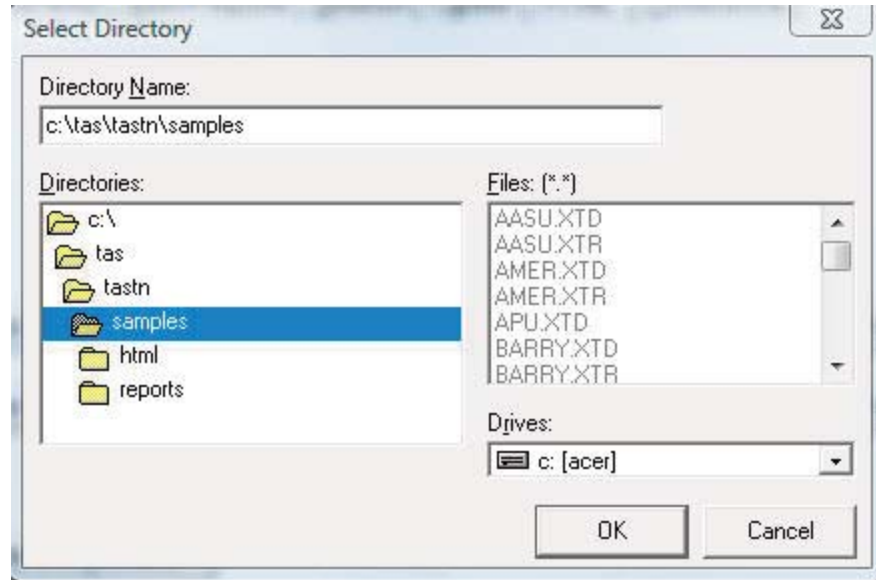 Select Directory
Directory Name:
c:\tas\tastn\samples
Directories:
c:\
tas
tastn
samples
html
reports
Files: (*.*)
AASU.XTD
AASU.XTR
AMER.XTD
AMER.XTR
APU.XTD
BARRY.XTD
BARRY.XTR
Drives:
c: [acer]
OK
Cancel